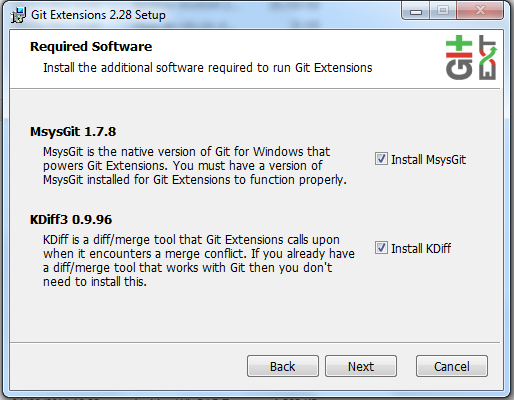 Git Extensions 2.28 Setup
Required Software
Install the additional software required to run Git Extensions
GIT
EXT
MsysGit 1.7.8
MsysGit is the native version of Git for Windows that
powers Git Extensions. You must have a version of
MsysGit installed for Git Extensions to function properly.
Install MsysGit
KDiff3 0.9.96
KDiff is a diff/merge tool that Git Extensions calls upon
when it encounters a merge conflict. If you already have
a diff/merge tool that works with Git then you don't
need to install this.
Install KDiff
Back
Next
Cancel